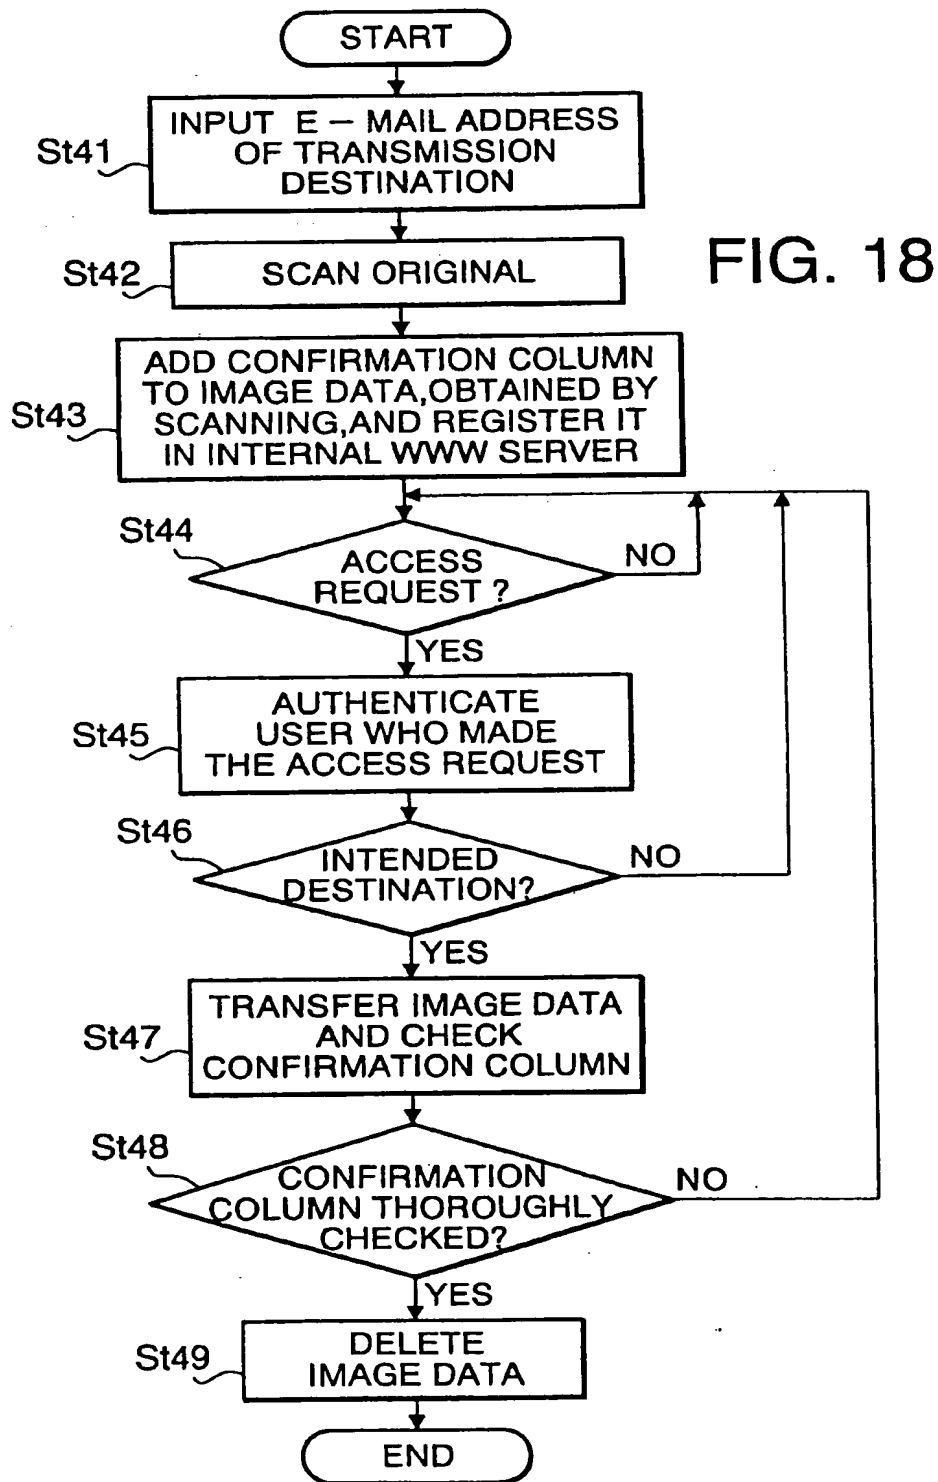 START
St41
INPUT E – MAIL ADDRESS
OF TRANSMISSION
DESTINATION
FIG. 18
St42
SCAN ORIGINAL
St43
ADD CONFIRMATION COLUMN
TO IMAGE DATA,OBTAINED BY
SCANNING,AND REGISTER IT
IN INTERNAL WWW SERVER
St44
ACCESS
REQUEST ?
NO
YES
St45
AUTHENTICATE
USER WHO MADE
THE ACCESS REQUEST
St46
INTENDED
DESTINATION?
NO
YES
St47
TRANSFER IMAGE DATA
AND CHECK
CONFIRMATION COLUMN
St48
CONFIRMATION
COLUMN THOROUGHLY
CHECKED?
NO
YES
St49
DELETE
IMAGE DATA
END